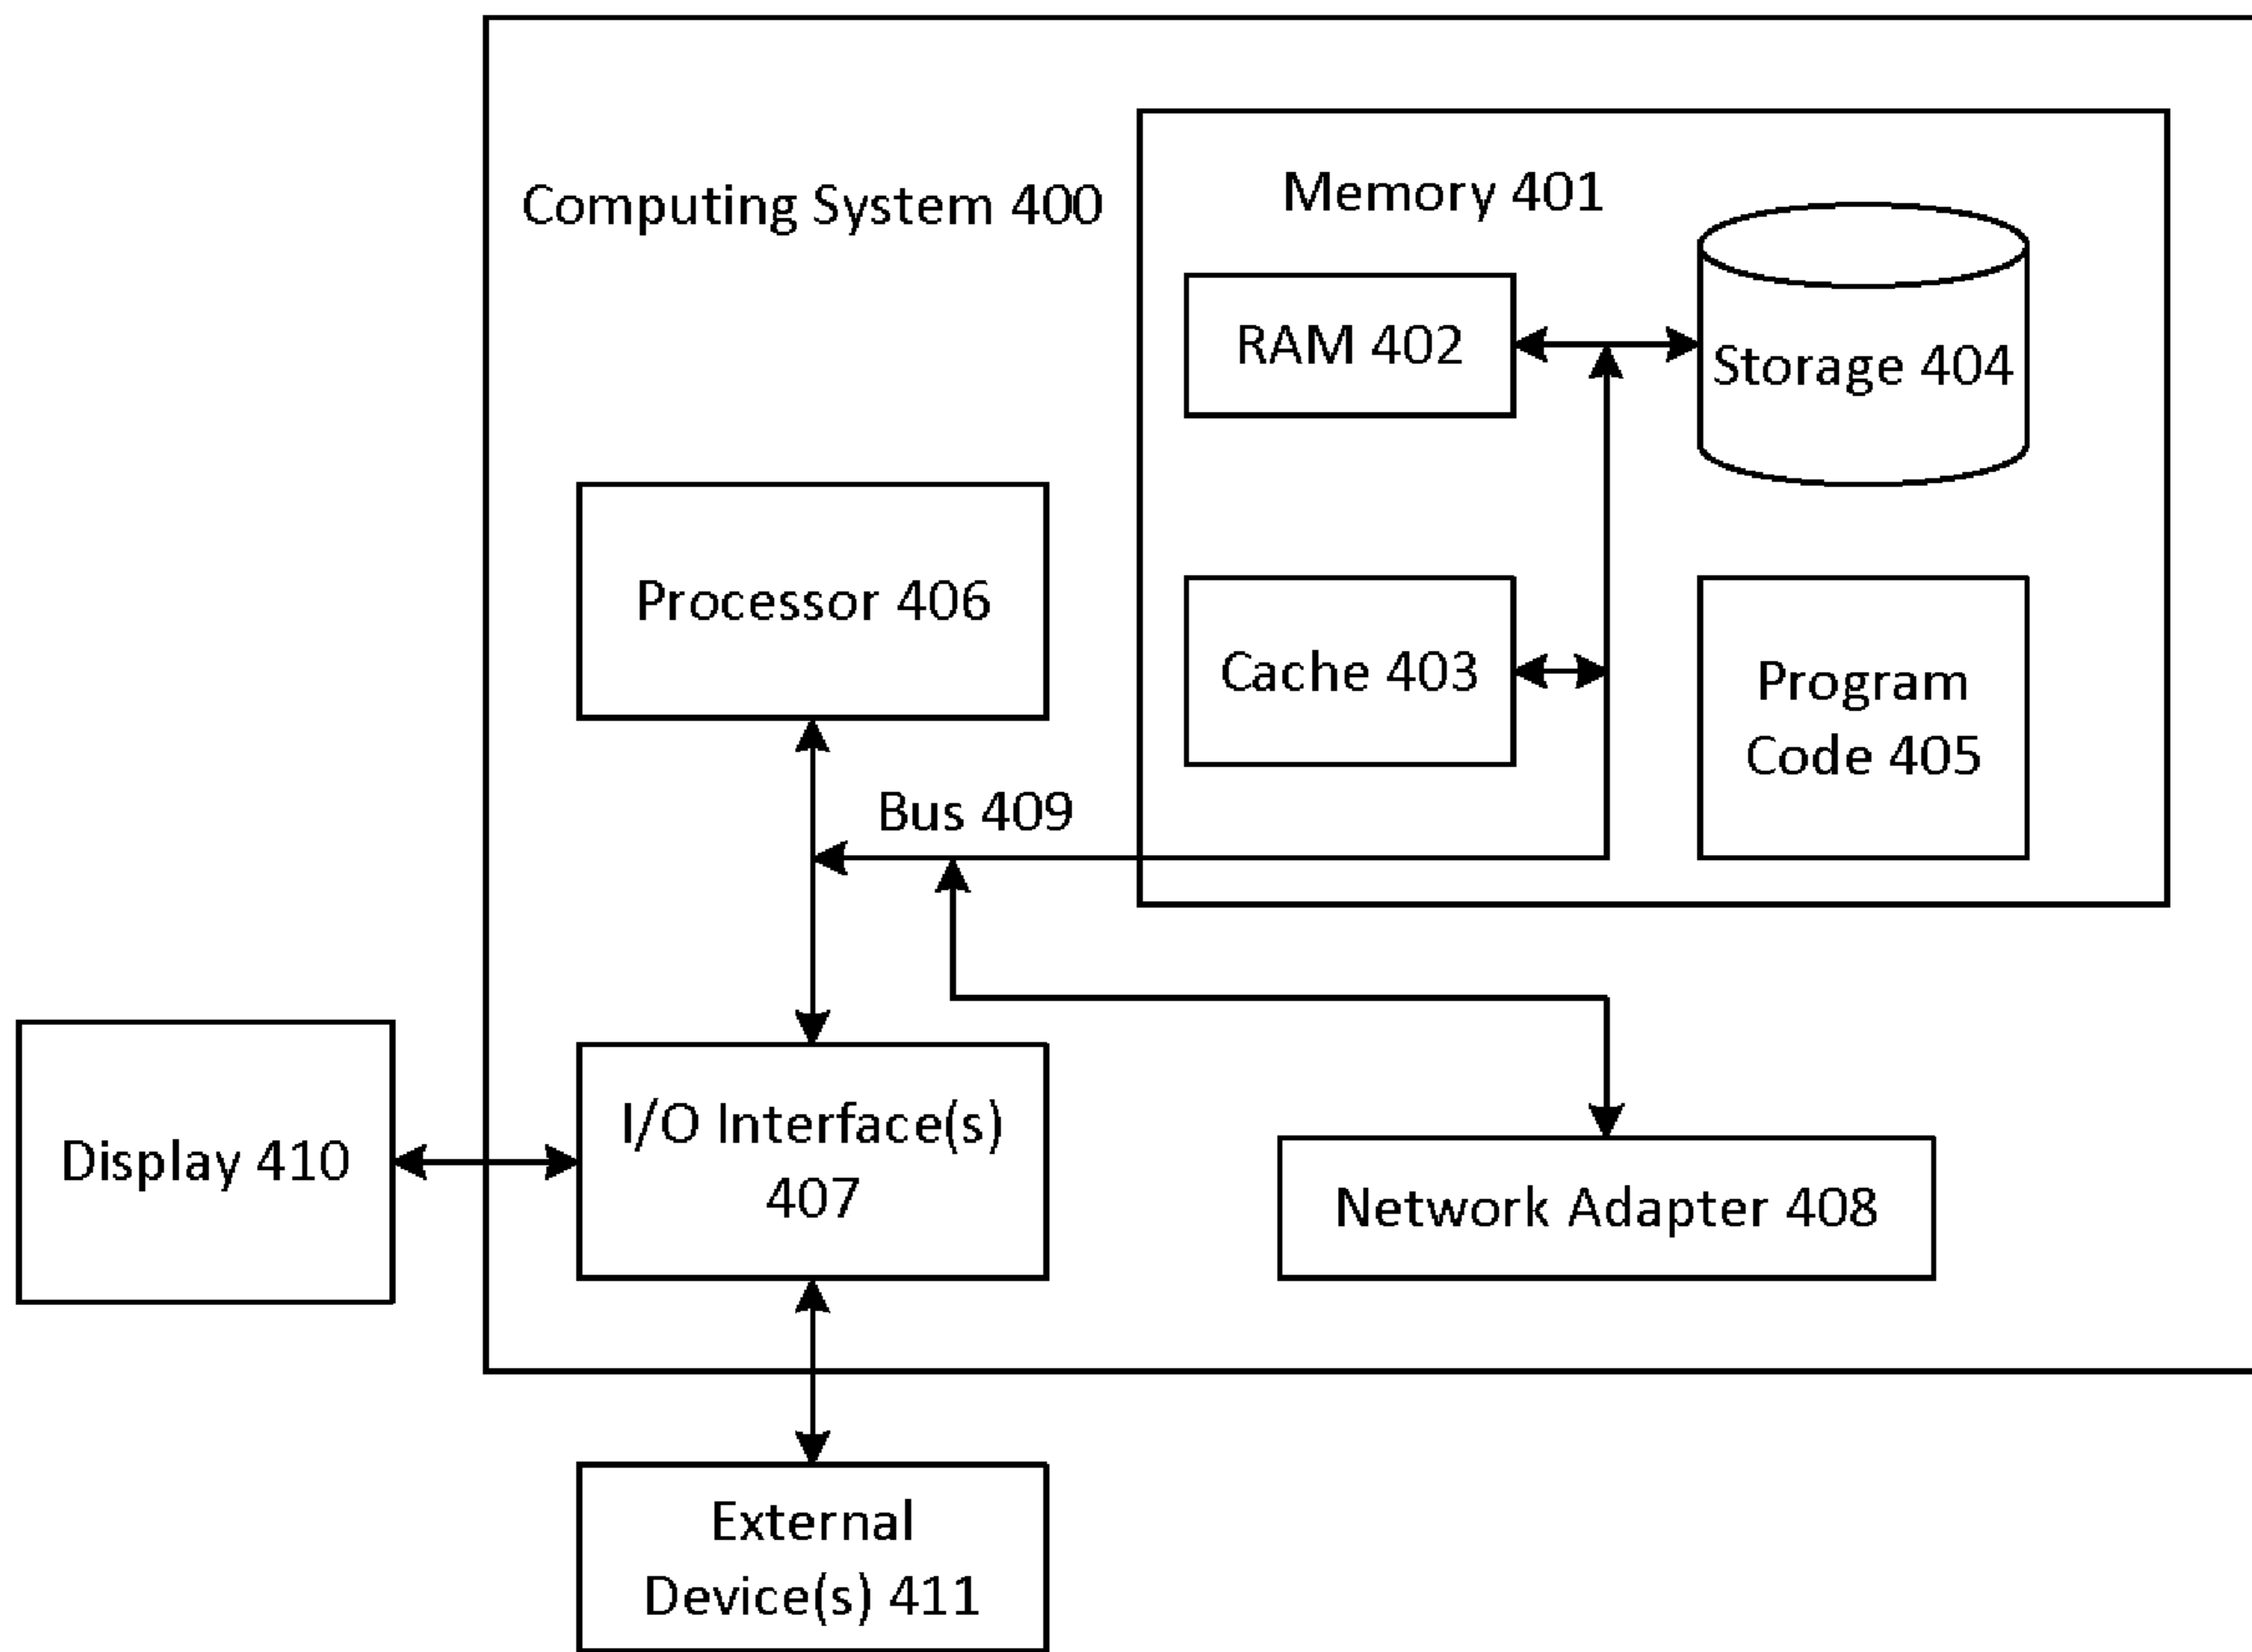 Computing System 400
Memory 401
RAM 402
Storage 404
Processor 406
Cache 403
Program
Code 405
Bus 409
Display 410
I/O Interface(s)
407
Network Adapter 408
External
Device(s) 411